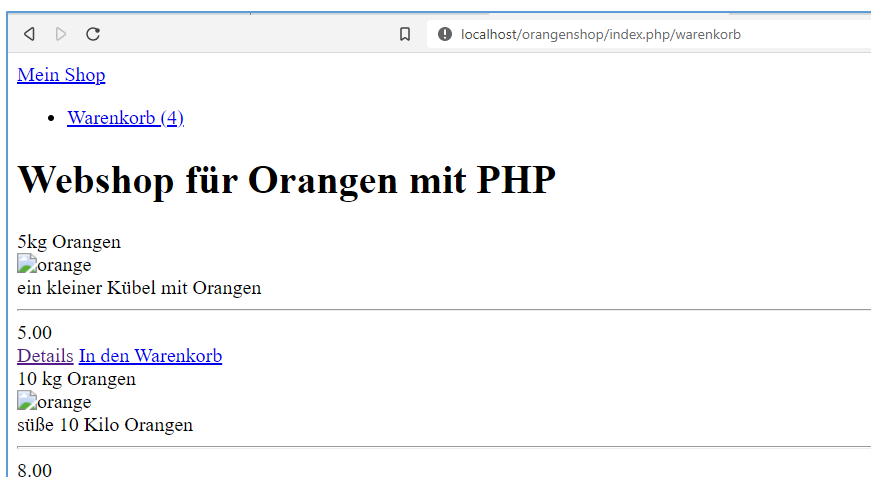 localhost/orangenshop/index.php/warenkorb
Mein Shop
Warenkorb (4)
Webshop für Orangen mit PHP
5kg Orangen
orange
ein kleiner Kübel mit Orangen
5.00
Details In den Warenkorb
10 kg Orangen
orange
süße 10 Kilo Orangen
8.00